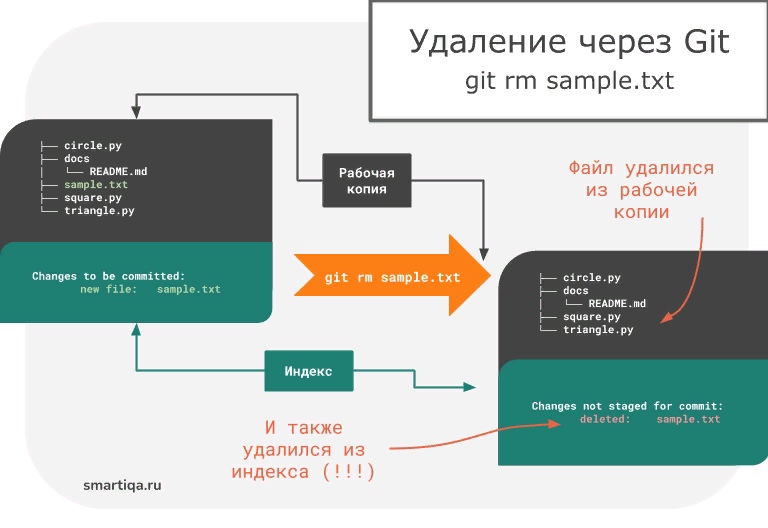 Удаление через Git
git rm sample.txt
├── circle.py
├── docs
│   └── README.md
├── sample.txt
├── square.py
└── triangle.py
Changes to be committed:
new file:   sample.txt
Рабочая
копия
git rm sample.txt
Индекс
Файл удалился
из рабочей
копии
├── circle.py
├── docs
│   └── README.md
├── square.py
└── triangle.py
Changes not staged for commit:
deleted:    sample.txt
И также
удалился из
индекса (!!!)
smartiqa.ru